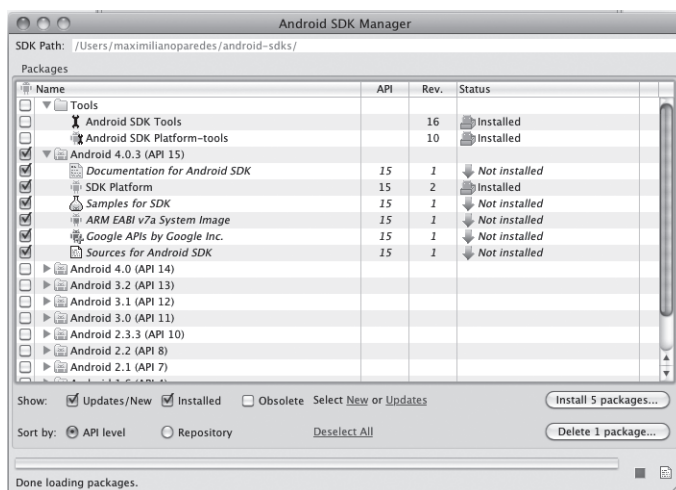 Android SDK Manager
SDK Path: /Users/maximilianoparedes/android-sdks/
Packages
Name API Rev. Status
Tools
Android SDK Tools 16 Installed
Android SDK Platform-tools 10 Installed
Android 4.0.3 (API 15)
Documentation for Android SDK 15 1 Not installed
SDK Platform 15 2 Installed
Samples for SDK 15 1 Not installed
ARM EABI v7a System Image 15 1 Not installed
Google APIs by Google Inc. 15 1 Not installed
Sources for Android SDK 15 1 Not installed
Android 4.0 (API 14)
Android 3.2 (API 13)
Android 3.1 (API 12)
Android 3.0 (API 11)
Android 2.3.3 (API 10)
Android 2.2 (API 8)
Android 2.1 (API 7)
Show: Updates/New Installed Obsolete Select New or Updates Install 5 packages...
Sort by: API level Repository Deselect All Delete 1 package...
Done loading packages.